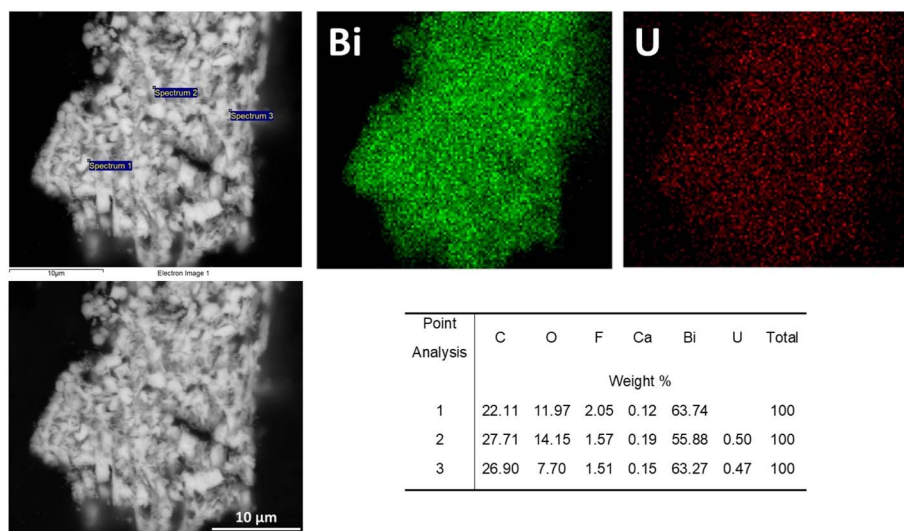 Bi
U
Spectrum 2
Spectrum 3
Spectrum 1
10µm
Electron Image 1
10 µm
Point Analysis C O F Ca Bi U Total
Weight %
1 22.11 11.97 2.05 0.12 63.74 100
2 27.71 14.15 1.57 0.19 55.88 0.50 100
3 26.90 7.70 1.51 0.15 63.27 0.47 100